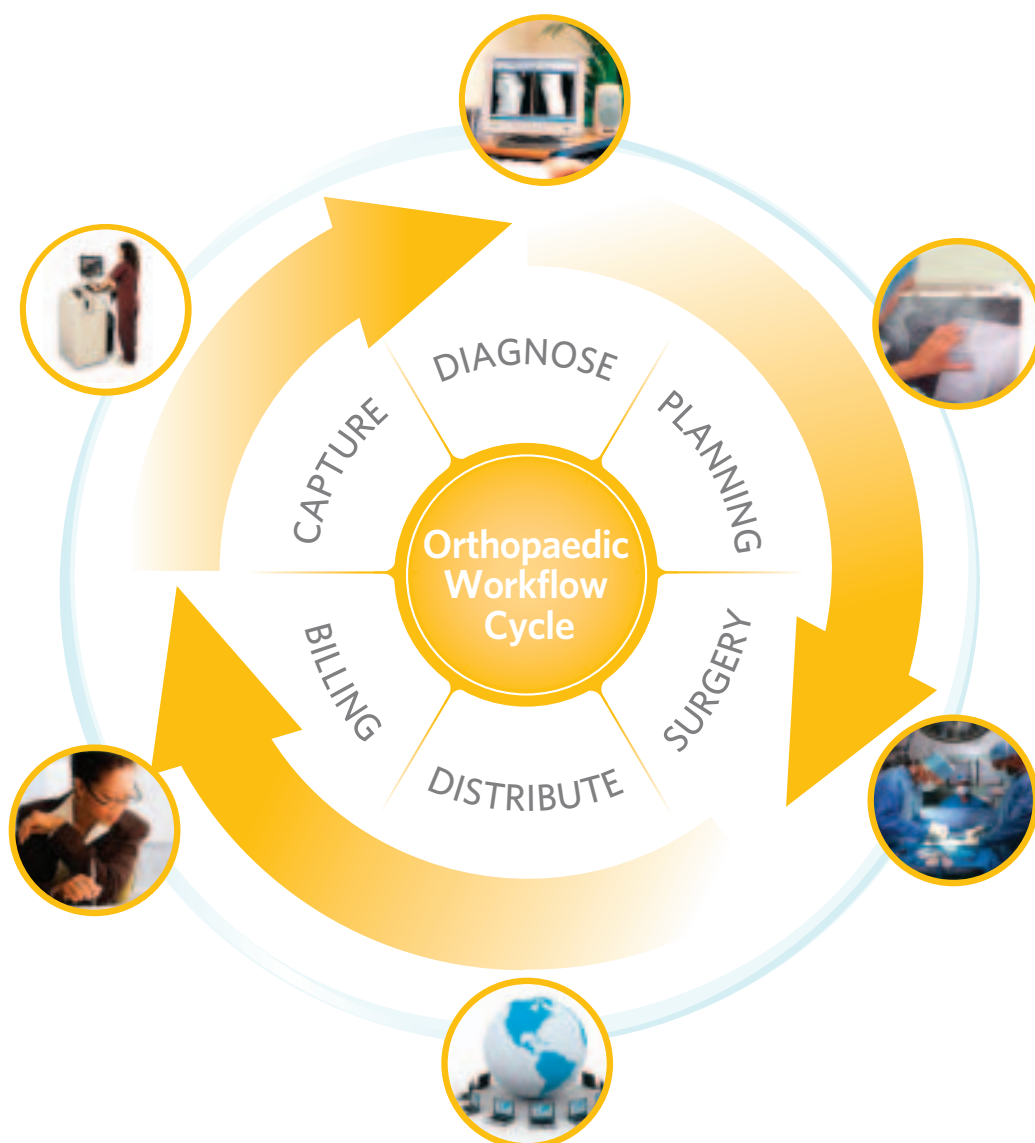 DIAGNOSE
PLANNING
SURGERY
DISTRIBUTE
BILLING
CAPTURE
Orthopaedic
Workflow
Cycle